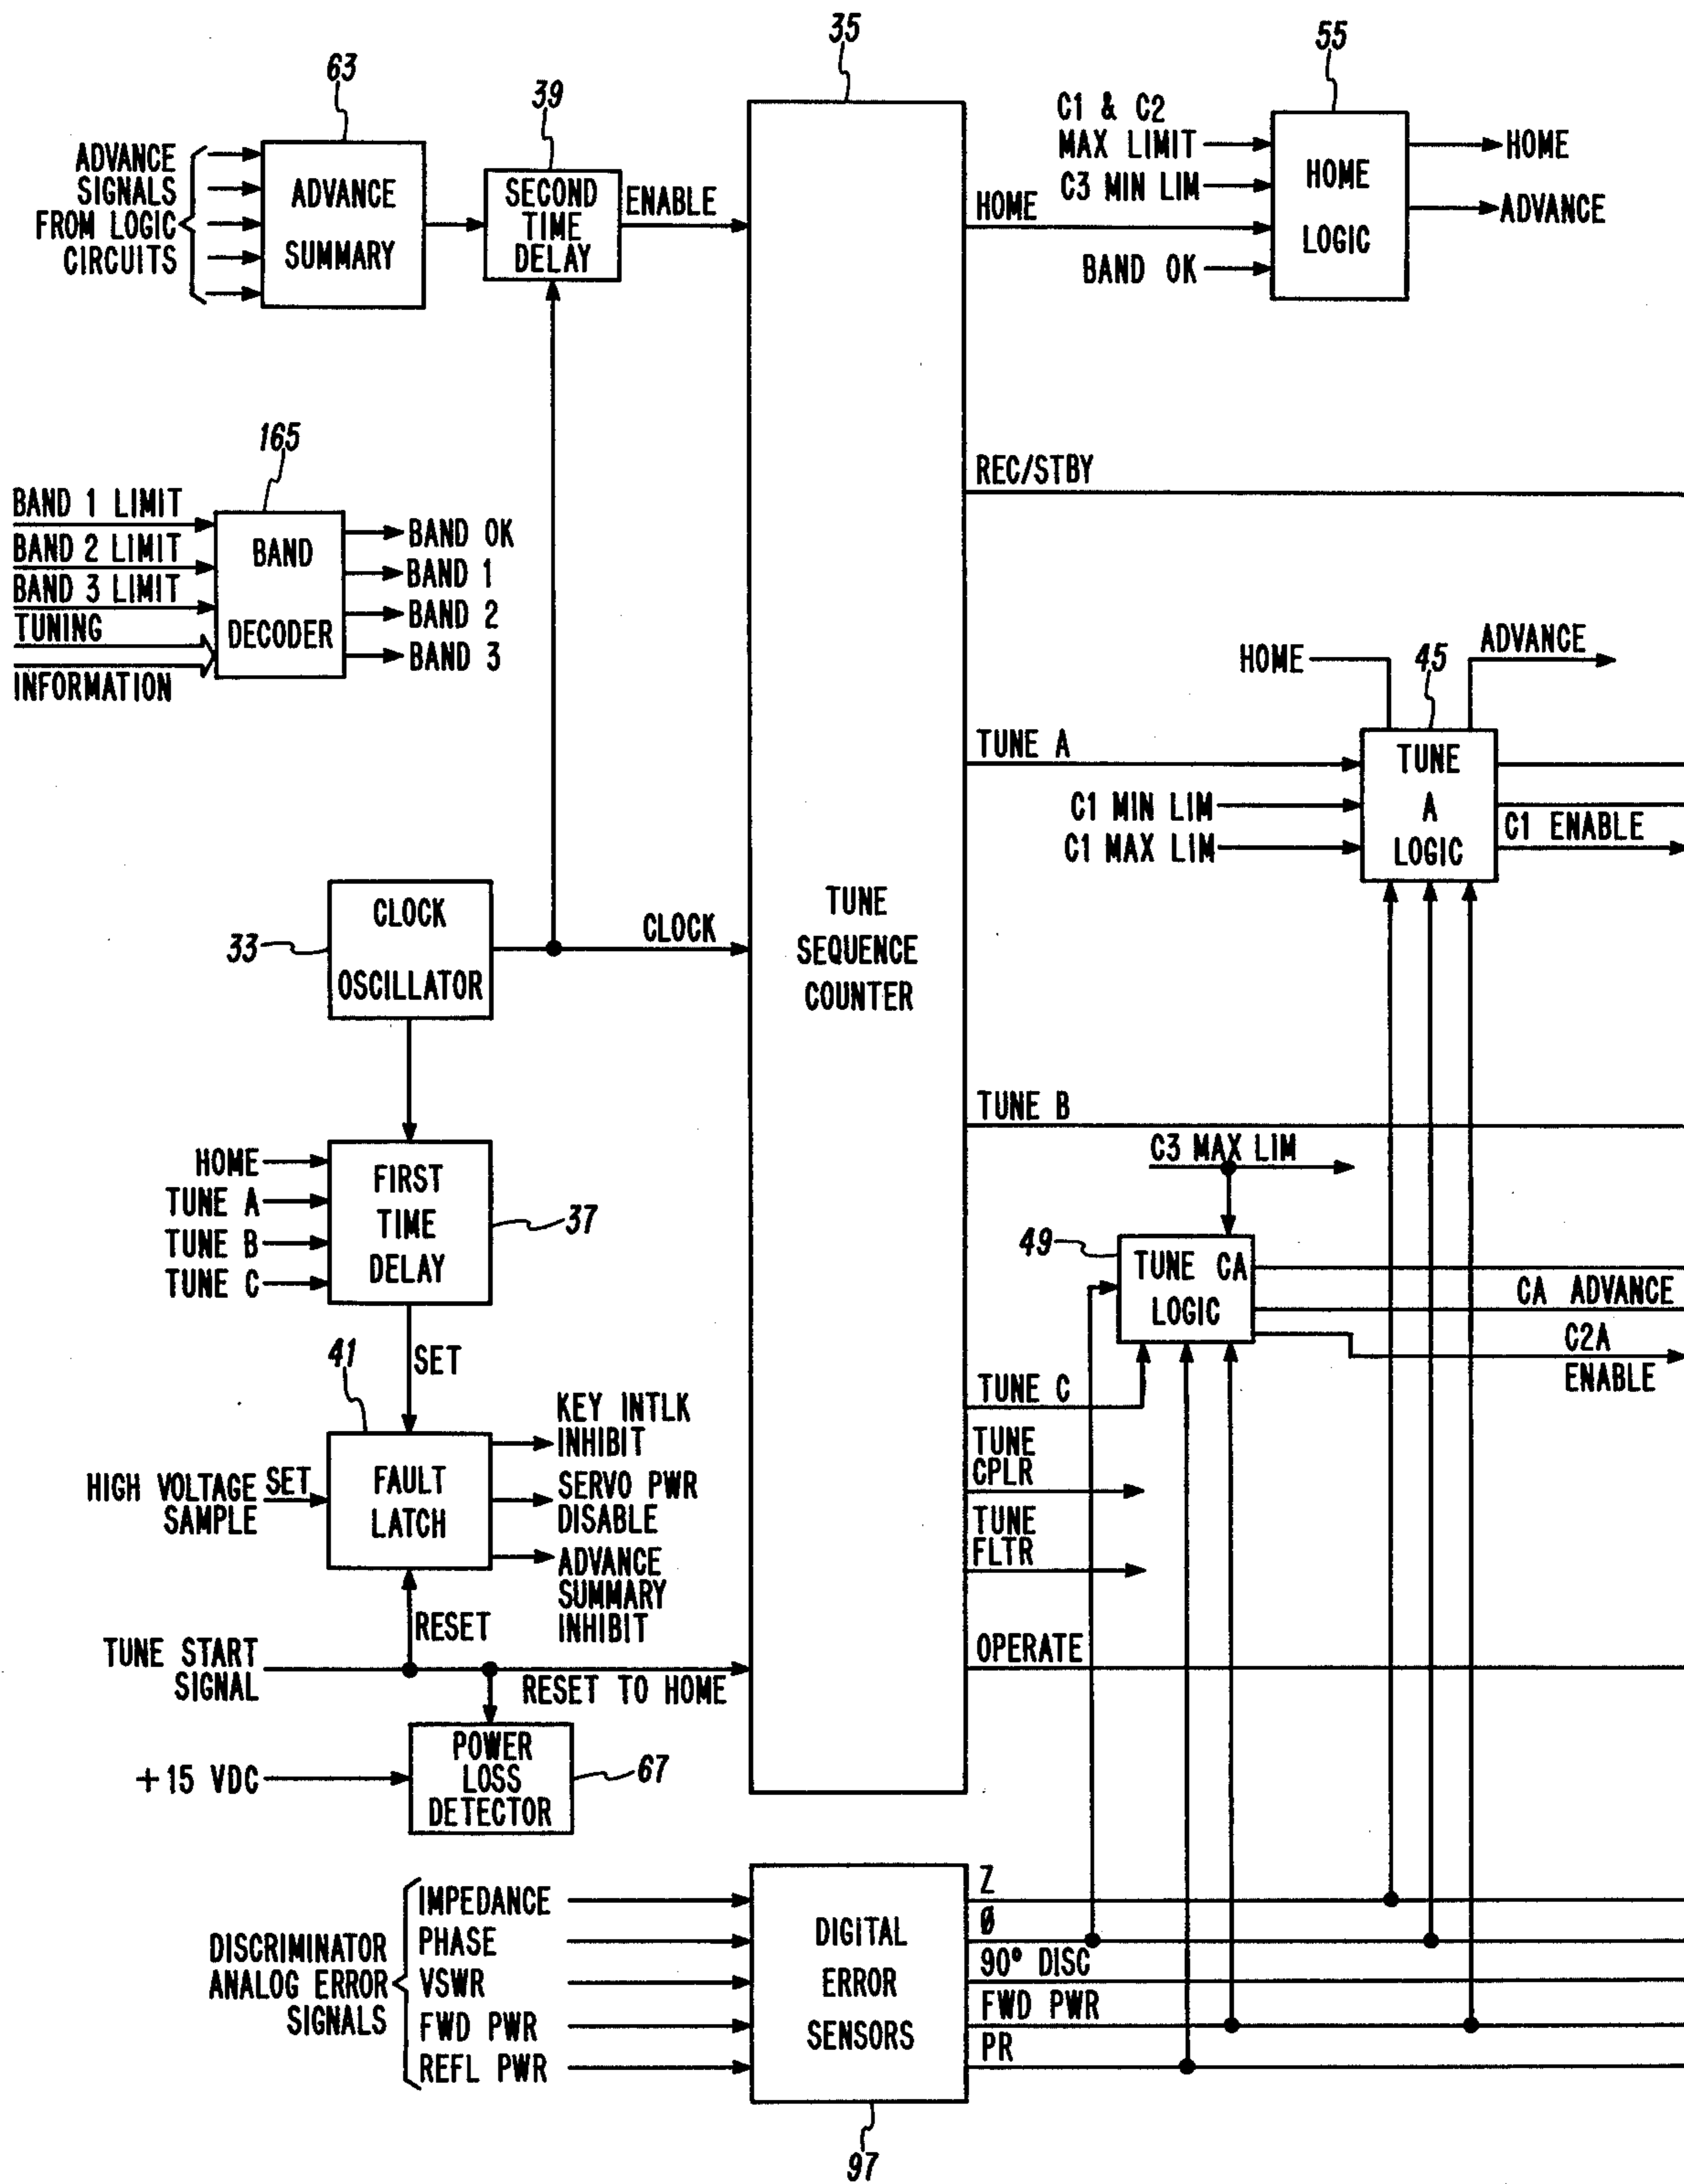 35
55
63
39
ADVANCE
SIGNALS
FROM LOGIC
CIRCUITS
ADVANCE
SUMMARY
SECOND
TIME
DELAY
ENABLE
C1 & C2
MAX LIMIT
C3 MIN LIM
HOME
BAND OK
HOME
LOGIC
HOME
ADVANCE
165
BAND 1 LIMIT
BAND 2 LIMIT
BAND 3 LIMIT
TUNING
INFORMATION
BAND
DECODER
BAND OK
BAND 1
BAND 2
BAND 3
REC/STBY
HOME
45
ADVANCE
TUNE A
C1 MIN LIM
C1 MAX LIM
TUNE
A
LOGIC
C1 ENABLE
33
CLOCK
OSCILLATOR
CLOCK
TUNE
SEQUENCE
COUNTER
HOME
TUNE A
TUNE B
TUNE C
FIRST
TIME
DELAY
37
TUNE B
C3 MAX LIM
49
TUNE CA
LOGIC
CA ADVANCE
C2A
ENABLE
SET
41
HIGH VOLTAGE
SAMPLE
SET
FAULT
LATCH
KEY INTLK
INHIBIT
SERVO PWR
DISABLE
ADVANCE
SUMMARY
INHIBIT
TUNE C
TUNE
CPLR
TUNE
FLTR
RESET
TUNE START
SIGNAL
RESET TO HOME
OPERATE
+15 VDC
POWER
LOSS
DETECTOR
67
DISCRIMINATOR
ANALOG ERROR
SIGNALS
IMPEDANCE
PHASE
VSWR
FWD PWR
REFL PWR
DIGITAL
ERROR
SENSORS
Z
Ø
90° DISC
FWD PWR
PR
97